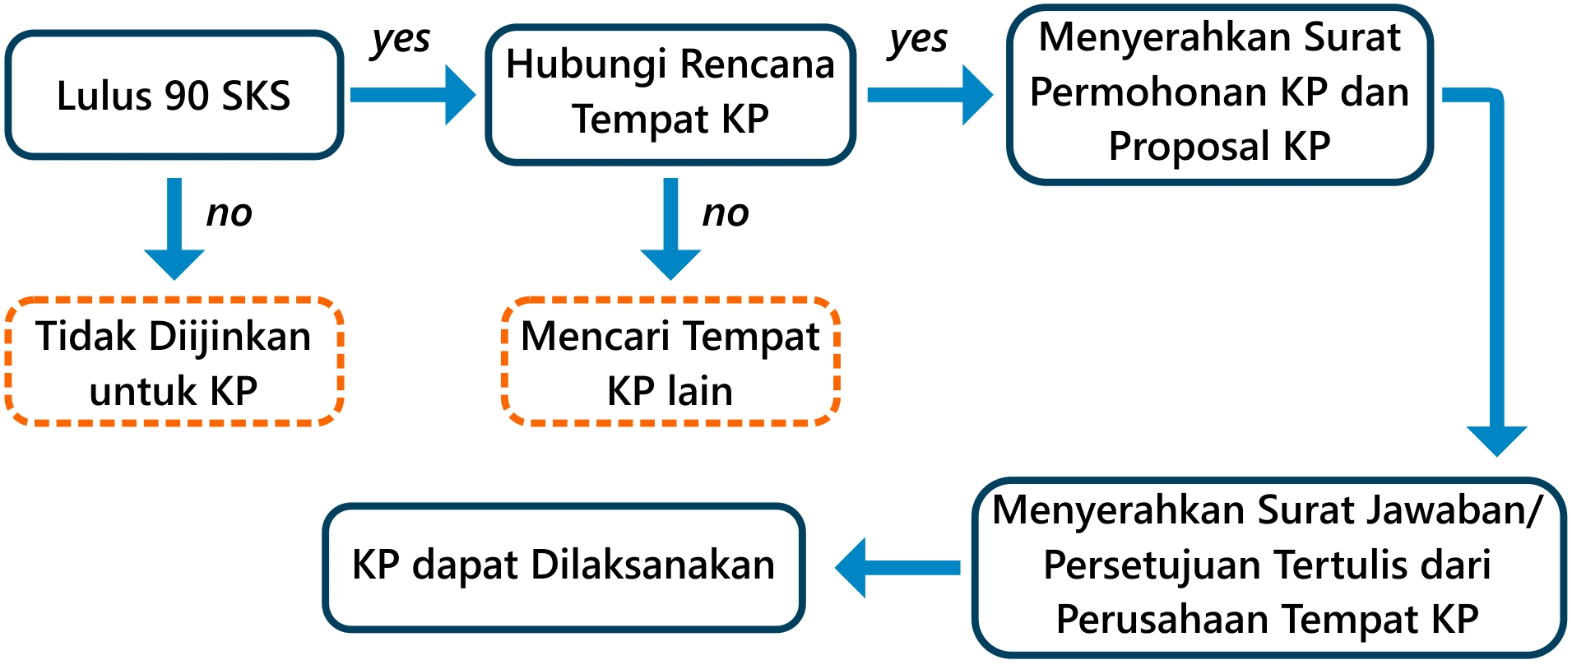 Lulus 90 SKS
yes
Hubungi Rencana
Tempat KP
yes
Menyerahkan Surat
Permohonan KP dan
Proposal KP
no
no
Tidak Diijinkan
untuk KP
Mencari Tempat
KP lain
Menyerahkan Surat Jawaban/
Persetujuan Tertulis dari
Perusahaan Tempat KP
KP dapat Dilaksanakan